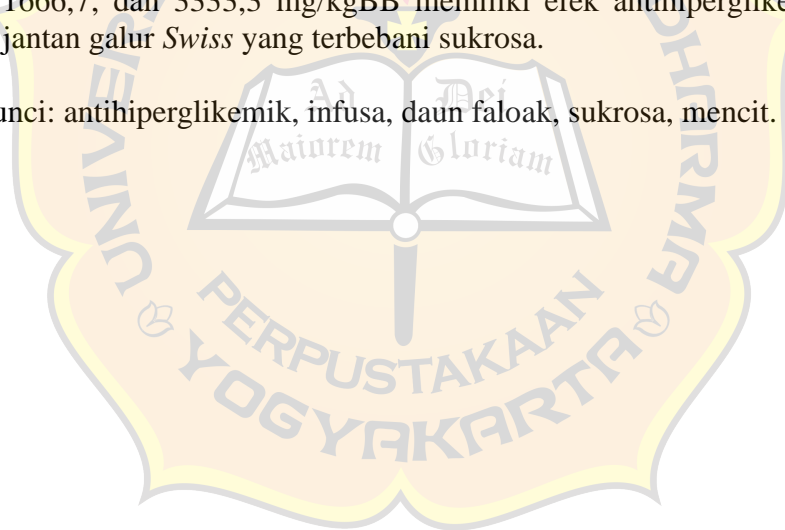 1666,7, dan 3333,3 mg/kgBB memiliki efek antihiperglike
jantan galur Swiss yang terbebani sukrosa.
unci: antihiperglikemik, infusa, daun faloak, sukrosa, mencit.
Ad Dei
Maiorem Gloriam
PERPUSTAKAAN
YOGYAKARTA